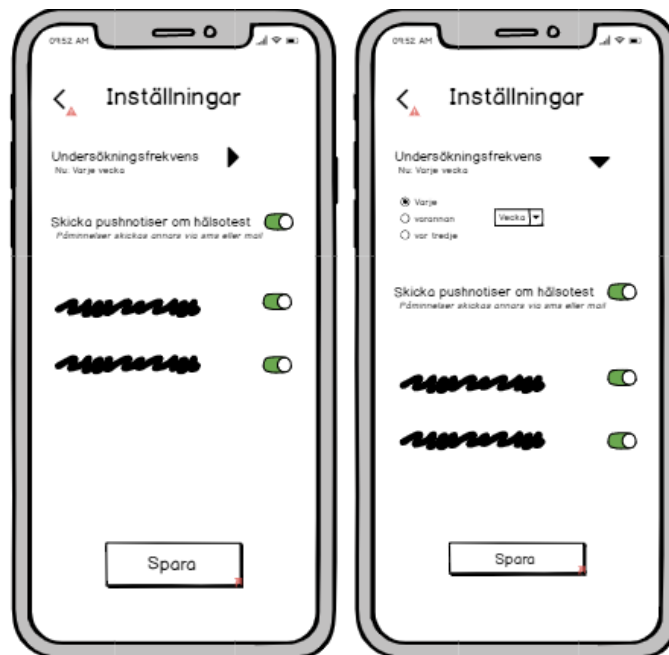 09:52 AM
Inställningar
Undersökningsfrekvens
Nu: Varje vecka
Skicka pushnotiser om hälsotest
Påminnelser skickas annars via sms eller mail
Spara
09:52 AM
Inställningar
Undersökningsfrekvens
Nu: Varje vecka
Varje
varannan
Vecka
var tredje
Skicka pushnotiser om hälsotest
Påminnelser skickas annars via sms eller mail
Spara